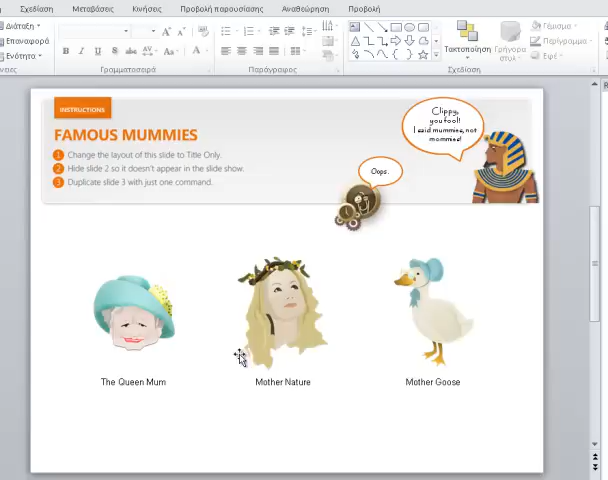 Σχεδίαση Μεταβάσεις Κινήσεις Προβολή παρουσίασης Αναθεώρηση Προβολή
Διάταξη
Επαναφορά
Ενότητα
B I U S abc AV Aa A
Γραμματοσειρά
Παράγραφος
Τακτοποίηση
Γρήγορα
στυλ
Γέμισμα
Περίγραμμα
Εφέ
Σχεδίαση
INSTRUCTIONS
FAMOUS MUMMIES
1 Change the layout of this slide to Title Only.
2 Hide slide 2 so it doesn't appear in the slide show.
3 Duplicate slide 3 with just one command.
Clippy,
you fool!
I said mummies, not
mommies!
Oops.
The Queen Mum
Mother Nature
Mother Goose